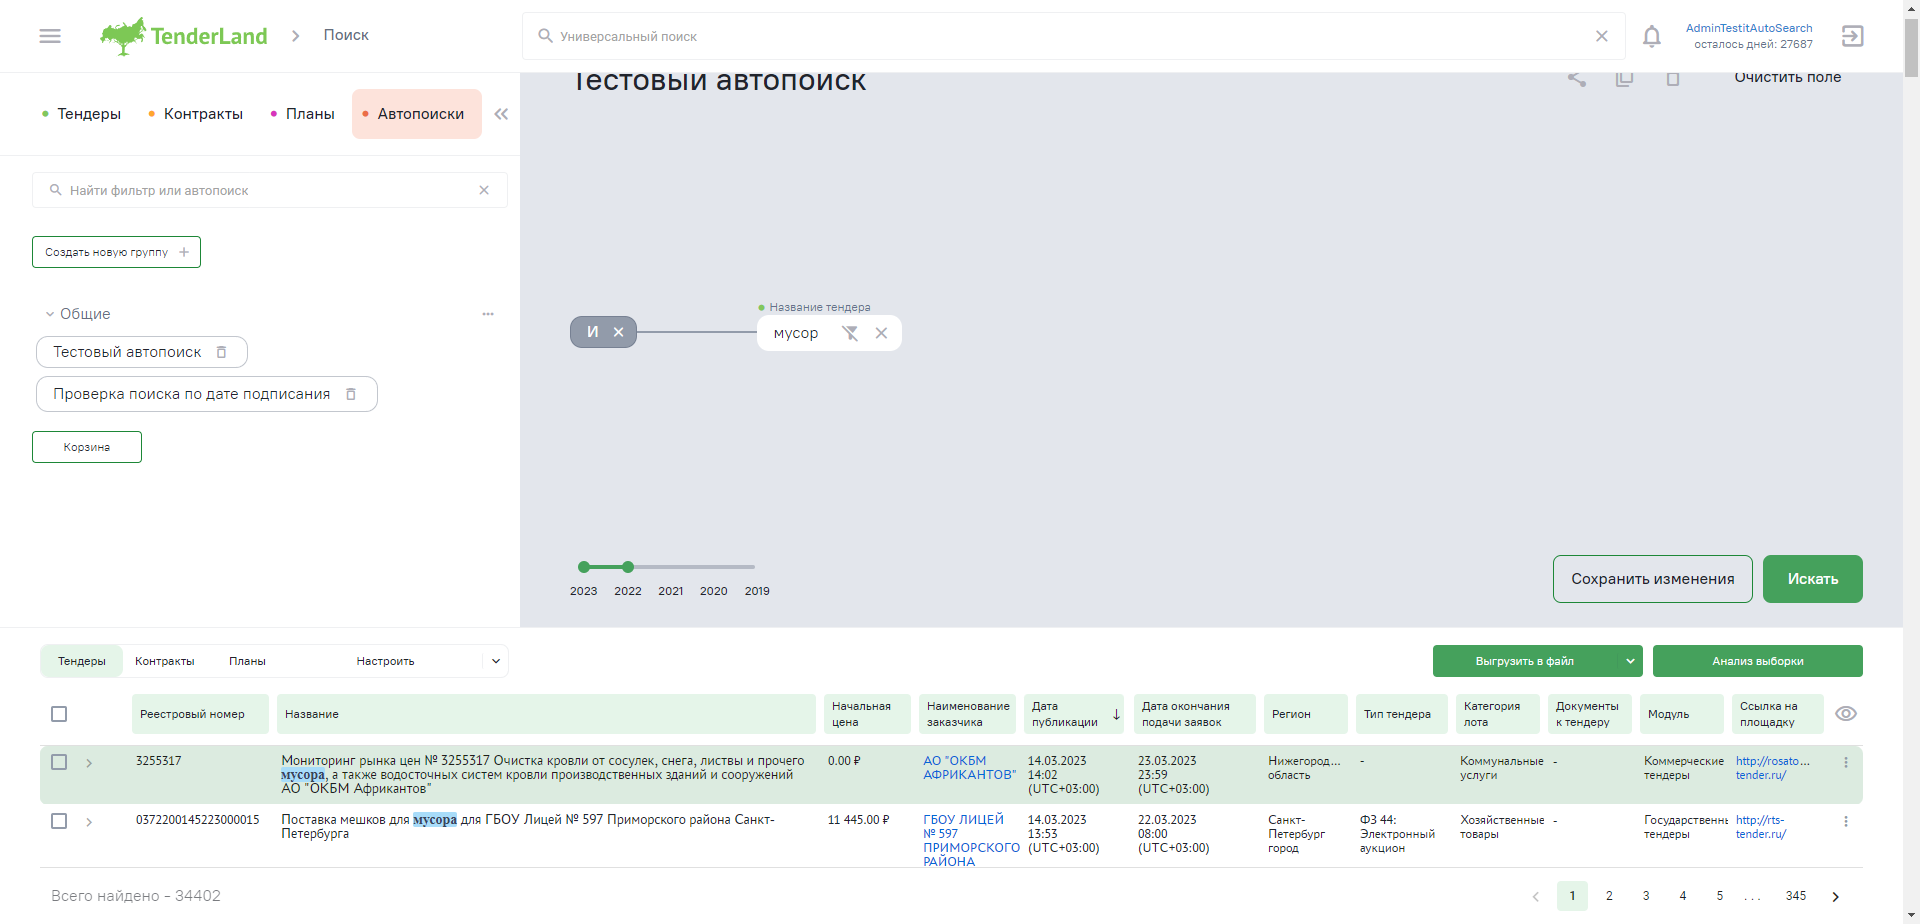 TenderLand
Поиск
Универсальный поиск
AdminTestitAutoSearch
осталось дней: 27687
Тендеры
Контракты
Планы
Автопоиски
Тестовый автопоиск
Очистить поле
Найти фильтр или автопоиск
Создать новую группу
Общие
Тестовый автопоиск
Проверка поиска по дате подписания
Корзина
Название тендера
И
мусор
2023 2022 2021 2020 2019
Сохранить изменения
Искать
Тендеры
Контракты
Планы
Настроить
Выгрузить в файл
Анализ выборки
Реестровый номер
Название
Начальная
цена
Наименование
заказчика
Дата
публикации
Дата окончания
подачи заявок
Регион
Тип тендера
Категория
лота
Документы
к тендеру
Модуль
Ссылка на
площадку
3255317
Мониторинг рынка цен № 3255317 Очистка кровли от сосулек, снега, листвы и прочего
мусора, а также водосточных систем кровли производственных зданий и сооружений
АО "ОКБМ Африкантов"
0.00 ₽
АО "ОКБМ
АФРИКАНТОВ"
14.03.2023
14:02
(UTC+03:00)
23.03.2023
23:59
(UTC+03:00)
Нижегород...
область
-
Коммунальные
услуги
-
Коммерческие
тендеры
http://rosato...
tender.ru/
0372200145223000015
Поставка мешков для мусора для ГБОУ Лицей № 597 Приморского района Санкт-
Петербурга
11 445.00 ₽
ГБОУ ЛИЦЕЙ
№ 597
ПРИМОРСКОГО
РАЙОНА
14.03.2023
13:53
(UTC+03:00)
22.03.2023
08:00
(UTC+03:00)
Санкт-
Петербург
город
ФЗ 44:
Электронный
аукцион
Хозяйственные
товары
-
Государственнь
тендеры
http://rts-
tender.ru/
Всего найдено - 34402
1 2 3 4 5 ... 345